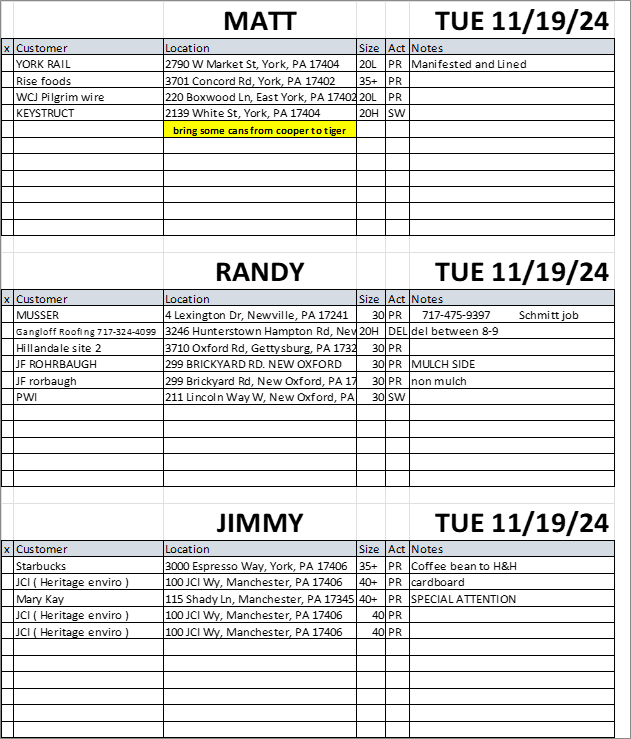 MATT TUE 11/19/24
x Customer Location Size Act Notes
YORK RAIL 2790 W Market St, York, PA 17404 20L PR Manifested and Lined
Rise foods 3701 Concord Rd, York, PA 17402 35+ PR
WCJ Pilgrim wire 220 Boxwood Ln, East York, PA 17402 20L PR
KEYSTRUCT 2139 White St, York, PA 17404 20H SW
bring some cans from cooper to tiger
RANDY TUE 11/19/24
x Customer Location Size Act Notes
MUSSER 4 Lexington Dr, Newville, PA 17241 30 PR 717-475-9397 Schmitt job
Gangloff Roofing 717-324-4099 3246 Hunterstown Hampton Rd, New 20H DEL del between 8-9
Hillandale site 2 3710 Oxford Rd, Gettysburg, PA 1732 30 PR
JF ROHRBAUGH 299 BRICKYARD RD. NEW OXFORD 30 PR MULCH SIDE
JF rorbaugh 299 Brickyard Rd, New Oxford, PA 17 30 PR non mulch
PWI 211 Lincoln Way W, New Oxford, PA 30 SW
JIMMY TUE 11/19/24
x Customer Location Size Act Notes
Starbucks 3000 Espresso Way, York, PA 17406 35+ PR Coffee bean to H&H
JCI ( Heritage enviro ) 100 JCI Wy, Manchester, PA 17406 40+ PR cardboard
Mary Kay 115 Shady Ln, Manchester, PA 17345 40+ PR SPECIAL ATTENTION
JCI ( Heritage enviro ) 100 JCI Wy, Manchester, PA 17406 40 PR
JCI ( Heritage enviro ) 100 JCI Wy, Manchester, PA 17406 40 PR